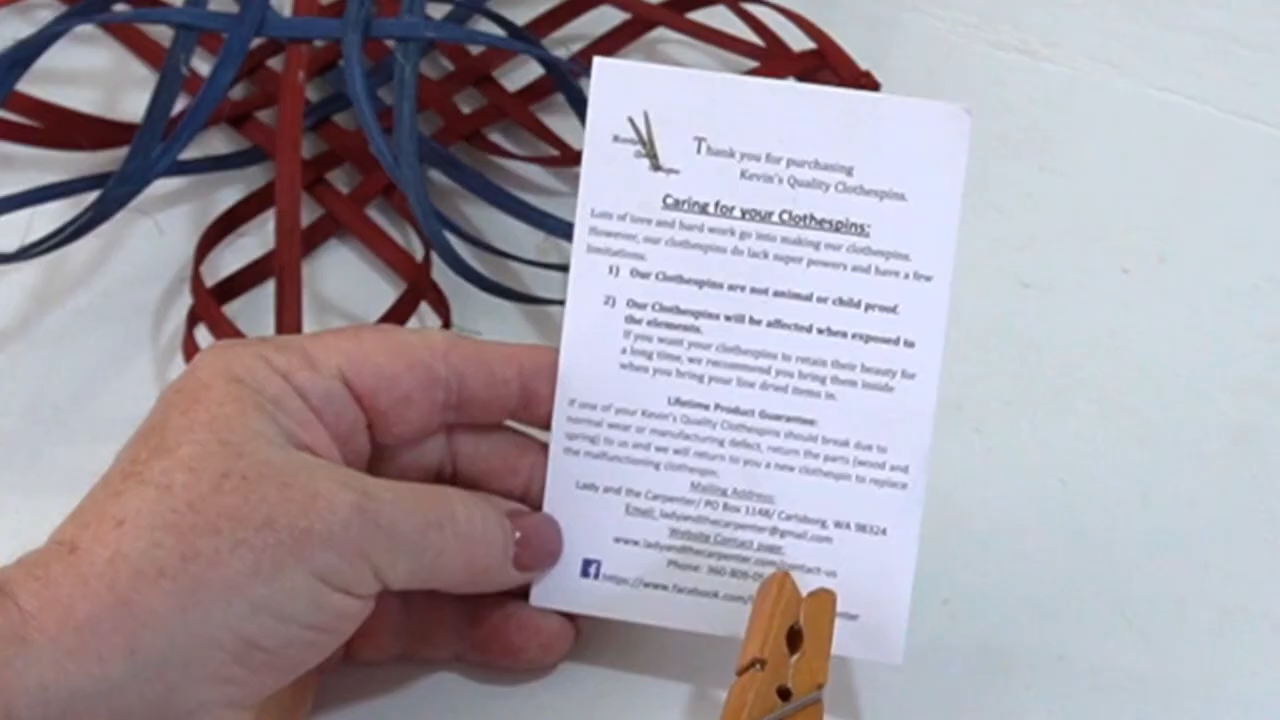 Thank you for purchasing
Kevin's Quality Clothespins.
Caring for your Clothespins:
Lots of love and hard work go into making our clothespins.
However, our clothespins do lack super powers and have a few
limitations.
1) Our Clothespins are not animal or child proof.
2) Our Clothespins will be affected when exposed to
the elements.
If you want your clothespins to retain their beauty for
a long time, we recommend you bring them inside
when you bring your line dried items in.
Lifetime Product Guarantee:
If one of your Kevin's Quality Clothespins should break due to
normal wear or manufacturing defect, return the parts (wood and
spring) to us and we will return to you a new clothespin to replace
the malfunctioning clothespin.
Mailing Address:
Lady and the Carpenter/ PO Box 1148/ Carlsborg, WA 98324
Email: ladyandthecarpenter@gmail.com
Website Contact page:
www.ladyandthecarpenter.com/contact-us
Phone: 360-809-0
f https://www.facebook.com/